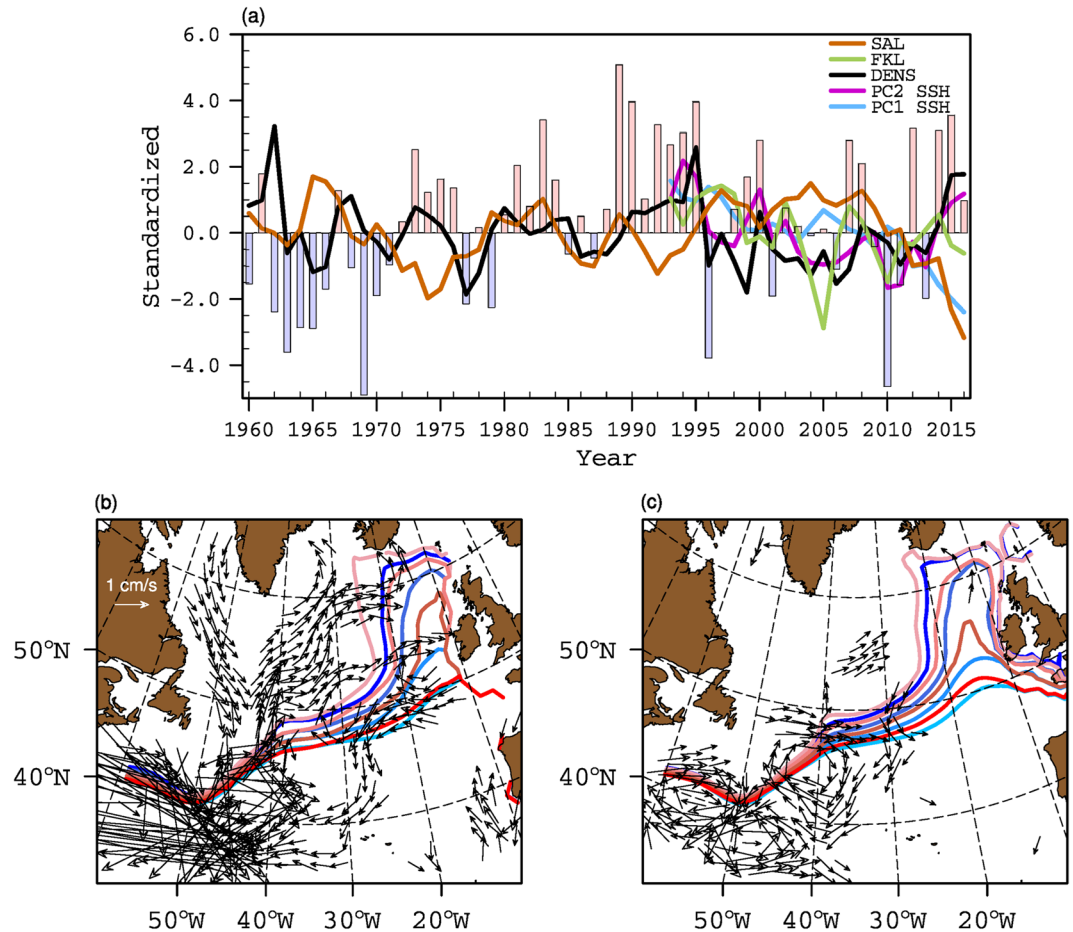 (a)
6.0
4.0
2.0
0.0
-2.0
-4.0
Standardized
SAL
FKL
DENS
PC2 SSH
PC1 SSH
1960 1965 1970 1975 1980 1985 1990 1995 2000 2005 2010 2015
Year
(b)
1 cm/s
50°N
40°N
50°W 40°W 30°W 20°W
(c)
50°N
40°N
50°W 40°W 30°W 20°W